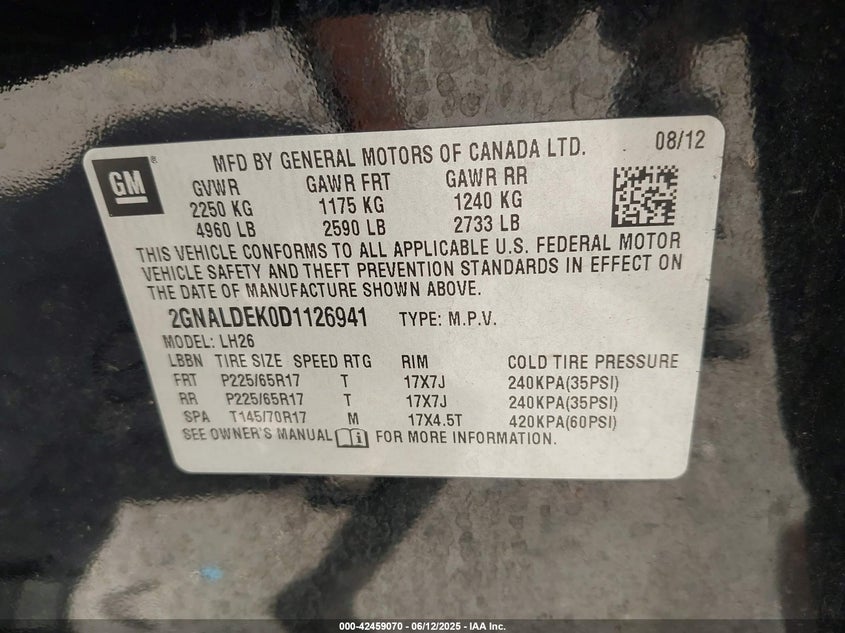 GM
®
MFD BY GENERAL MOTORS OF CANADA LTD.
08/12
GVWR GAWR FRT GAWR RR
2250 KG 1175 KG 1240 KG
4960 LB 2590 LB 2733 LB
THIS VEHICLE CONFORMS TO ALL APPLICABLE U.S. FEDERAL MOTOR
VEHICLE SAFETY AND THEFT PREVENTION STANDARDS IN EFFECT ON
THE DATE OF MANUFACTURE SHOWN ABOVE.
2GNALDEK0D1126941 TYPE: M.P.V.
MODEL: LH26
LBBN TIRE SIZE SPEED RTG RIM COLD TIRE PRESSURE
FRT P225/65R17 T 17X7J 240KPA(35PSI)
RR P225/65R17 T 17X7J 240KPA(35PSI)
SPA T145/70R17 M 17X4.5T 420KPA(60PSI)
SEE OWNER'S MANUAL FOR MORE INFORMATION.
000-42459070 - 06/12/2025 - IAA Inc.